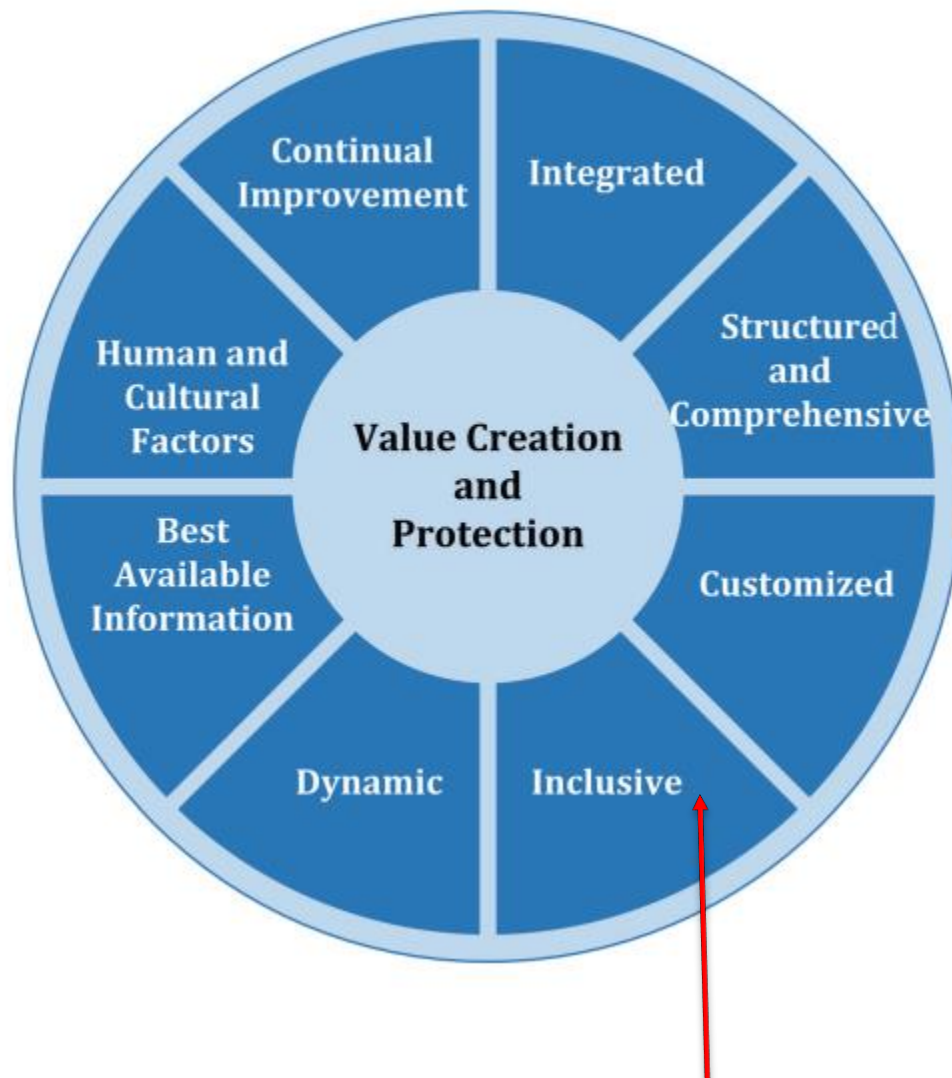 Continual
Improvement
Integrated
Structured
and
Comprehensive
Human and
Cultural
Factors
Value Creation
and
Protection
Best
Available
Information
Customized
Dynamic
Inclusive